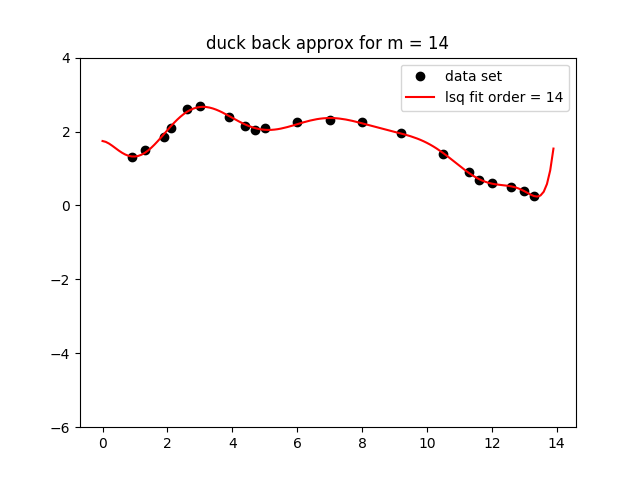 duck back approx for m = 14
data set
lsq fit order = 14
4
2
0
−2
−4
−6
0 2 4 6 8 10 12 14